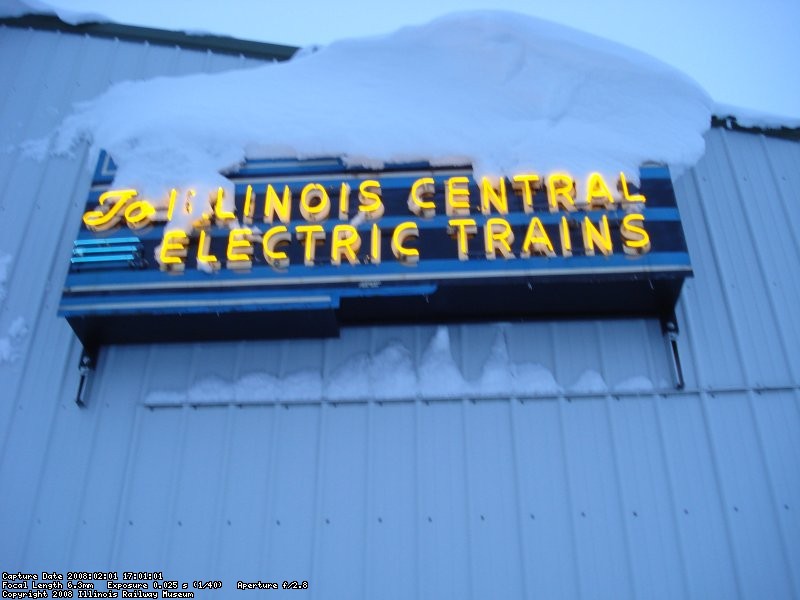 To ILLINOIS CENTRAL
ELECTRIC TRAINS
Capture Date 2008:02:01 17:01:01
Focal Length 6.3mm Exposure 0.025 s (1/40) Aperture f/2.8
Copyright 2008 Illinois Railway Museum